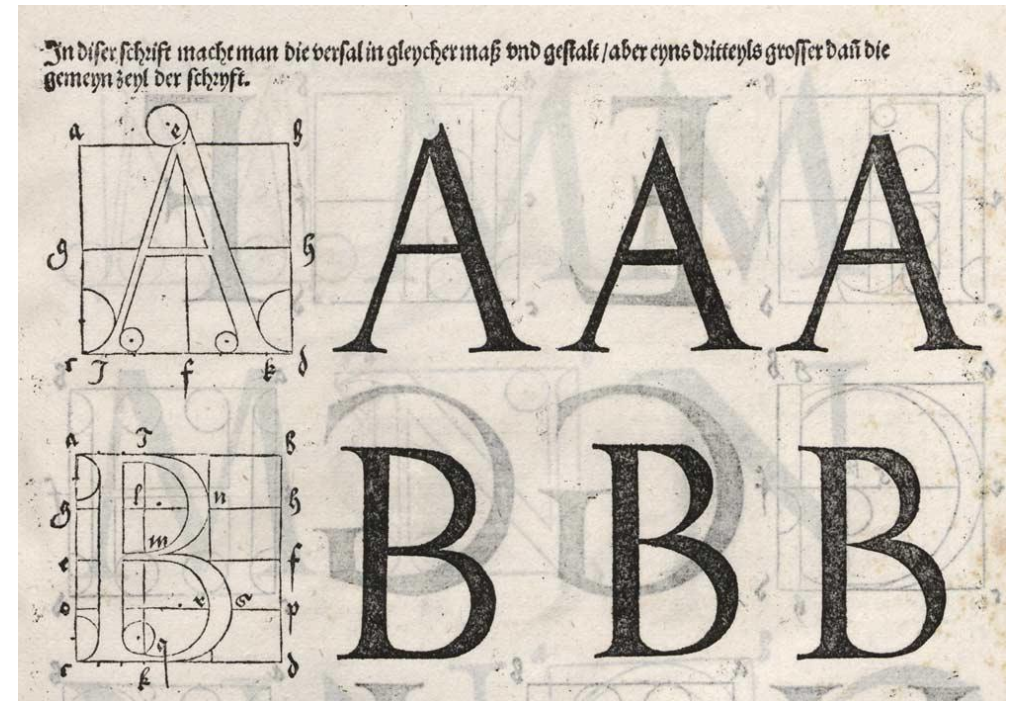 In diser schrift macht man die versal in gleycher maß vnd gestalt / aber eyns dritteyls grosser dañ die
gemeyn zeyl der schryft.
a e b
g h
c J f k d
A A A
a J b
g l n h
m
e f
o r s p
q
c k d
B B B